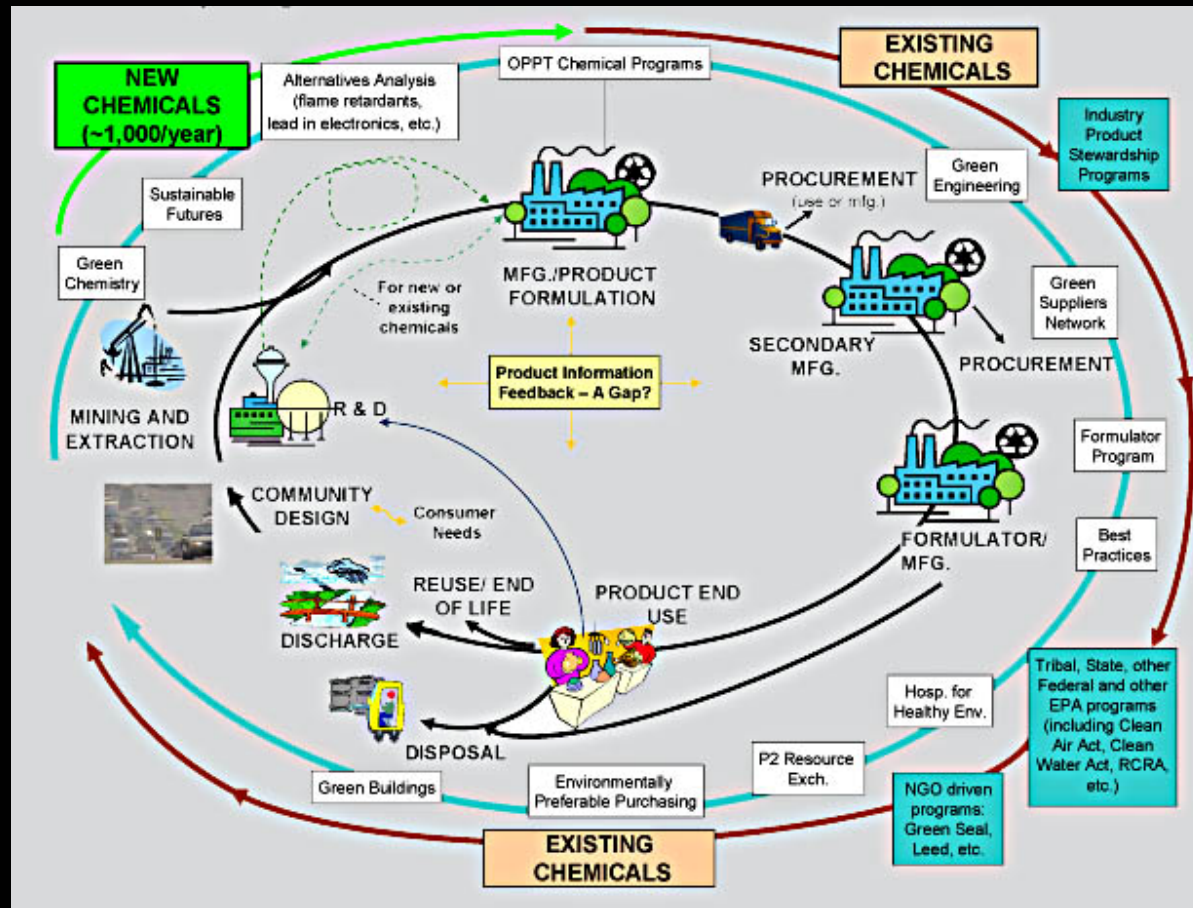 EXISTING
CHEMICALS
OPPT Chemical Programs
NEW
CHEMICALS
(~1,000/year)
Alternatives Analysis
(flame retardants,
lead in electronics, etc.)
Industry
Product
Stewardship
Programs
Green
Engineering
PROCUREMENT
(use or mfg.)
Sustainable
Futures
Green
Chemistry
MFG./PRODUCT
FORMULATION
For new or
existing
chemicals
Green
Suppliers
Network
SECONDARY
MFG.
PROCUREMENT
Product Information
Feedback – A Gap?
R & D
MINING AND
EXTRACTION
Formulator
Program
COMMUNITY
DESIGN
Consumer
Needs
FORMULATOR/
MFG.
Best
Practices
REUSE/ END
OF LIFE
PRODUCT END
USE
DISCHARGE
Tribal, State, other
Federal and other
EPA programs
(including Clean
Air Act, Clean
Water Act, RCRA,
etc.)
Hosp. for
Healthy Env.
DISPOSAL
P2 Resource
Exch.
Green Buildings
Environmentally
Preferable Purchasing
NGO driven
programs:
Green Seal,
Leed, etc.
EXISTING
CHEMICALS